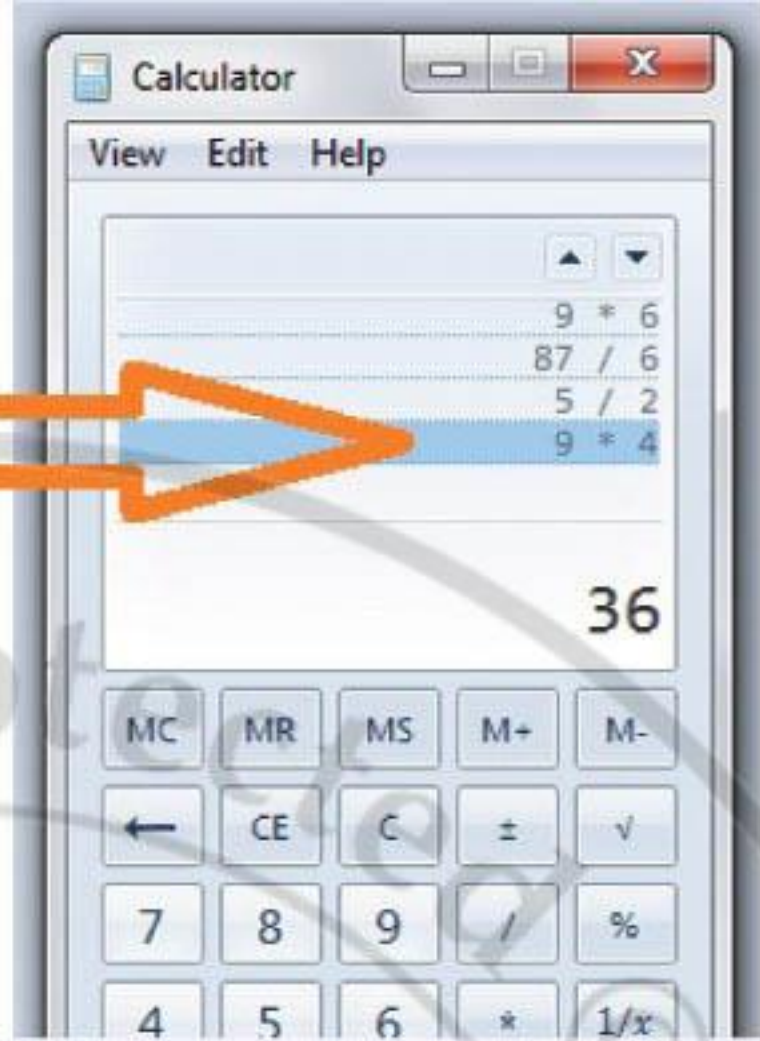 Calculator
View Edit Help
9 * 6
87 / 6
5 / 2
9 * 4
36
MC MR MS M+ M-
← CE C ± √
7 8 9 / %
4 5 6 * 1/x